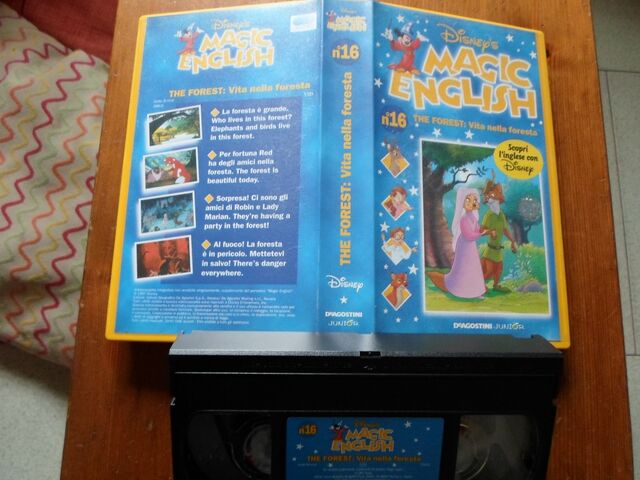 Disney's
MAGIC
ENGLISH
THE FOREST: Vita nella foresta
La foresta è grande.
Who lives in this forest?
Elephants and birds live
in this forest.
Per fortuna Red
ha degli amici nella
foresta. The forest is
beautiful today.
Sorpresa! Ci sono gli
amici di Robin e Lady
Marian. They're having a
party in the forest!
Al fuoco! La foresta
è in pericolo. Mettetevi
in salvo! There's danger
everywhere.
Disney's
MAGIC
ENGLISH
n°16
THE FOREST: Vita nella foresta
Disney
DeAGOSTINI
JUNIOR
Disney's
MAGIC
ENGLISH
n°16
THE FOREST: Vita nella foresta
Scopri
l'inglese con
Disney
DeAGOSTINI JUNIOR
n°16
Disney's
MAGIC
ENGLISH
THE FOREST: Vita nella foresta